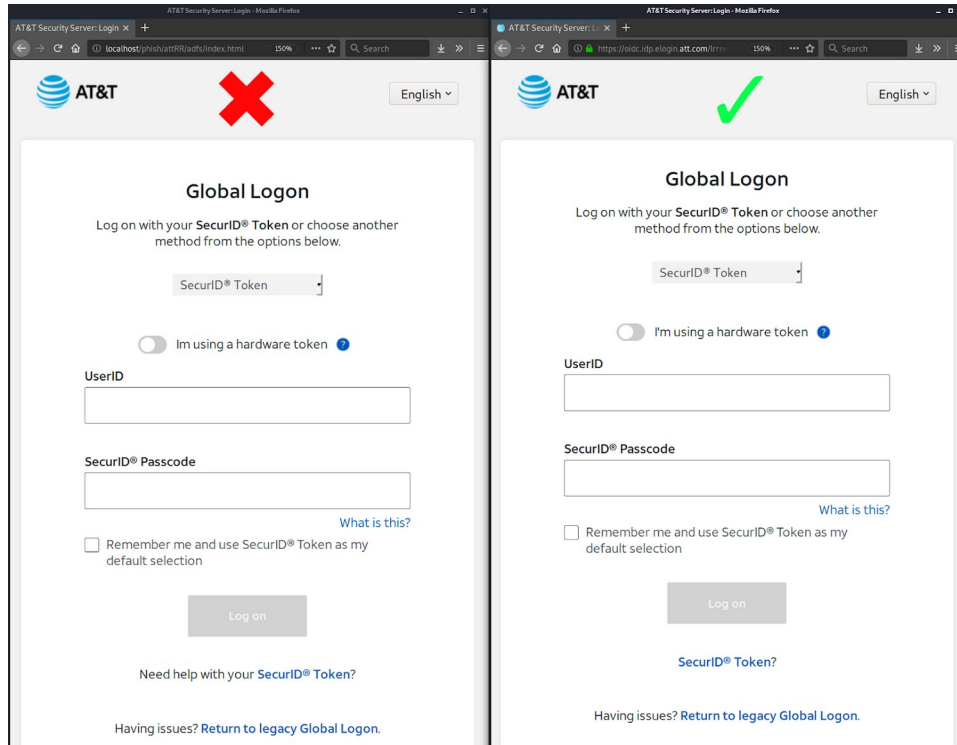 AT&T Security Server: Login - Mozilla Firefox
AT&T Security Server: Login × +
localhost/phish/attRR/adfs/index.html 150% ••• Search
AT&T
English
Global Logon
Log on with your SecurID® Token or choose another
method from the options below.
SecurID® Token
Im using a hardware token ?
UserID
SecurID® Passcode
What is this?
Remember me and use SecurID® Token as my
default selection
Log on
Need help with your SecurID® Token?
Having issues? Return to legacy Global Logon.
AT&T Security Server: Login - Mozilla Firefox
AT&T Security Server: Lo × +
https://oidc.idp.elogin.att.com/ 150% ••• Search
AT&T
English
Global Logon
Log on with your SecurID® Token or choose another
method from the options below.
SecurID® Token
I'm using a hardware token ?
UserID
SecurID® Passcode
What is this?
Remember me and use SecurID® Token as my
default selection
Log on
SecurID® Token?
Having issues? Return to legacy Global Logon.